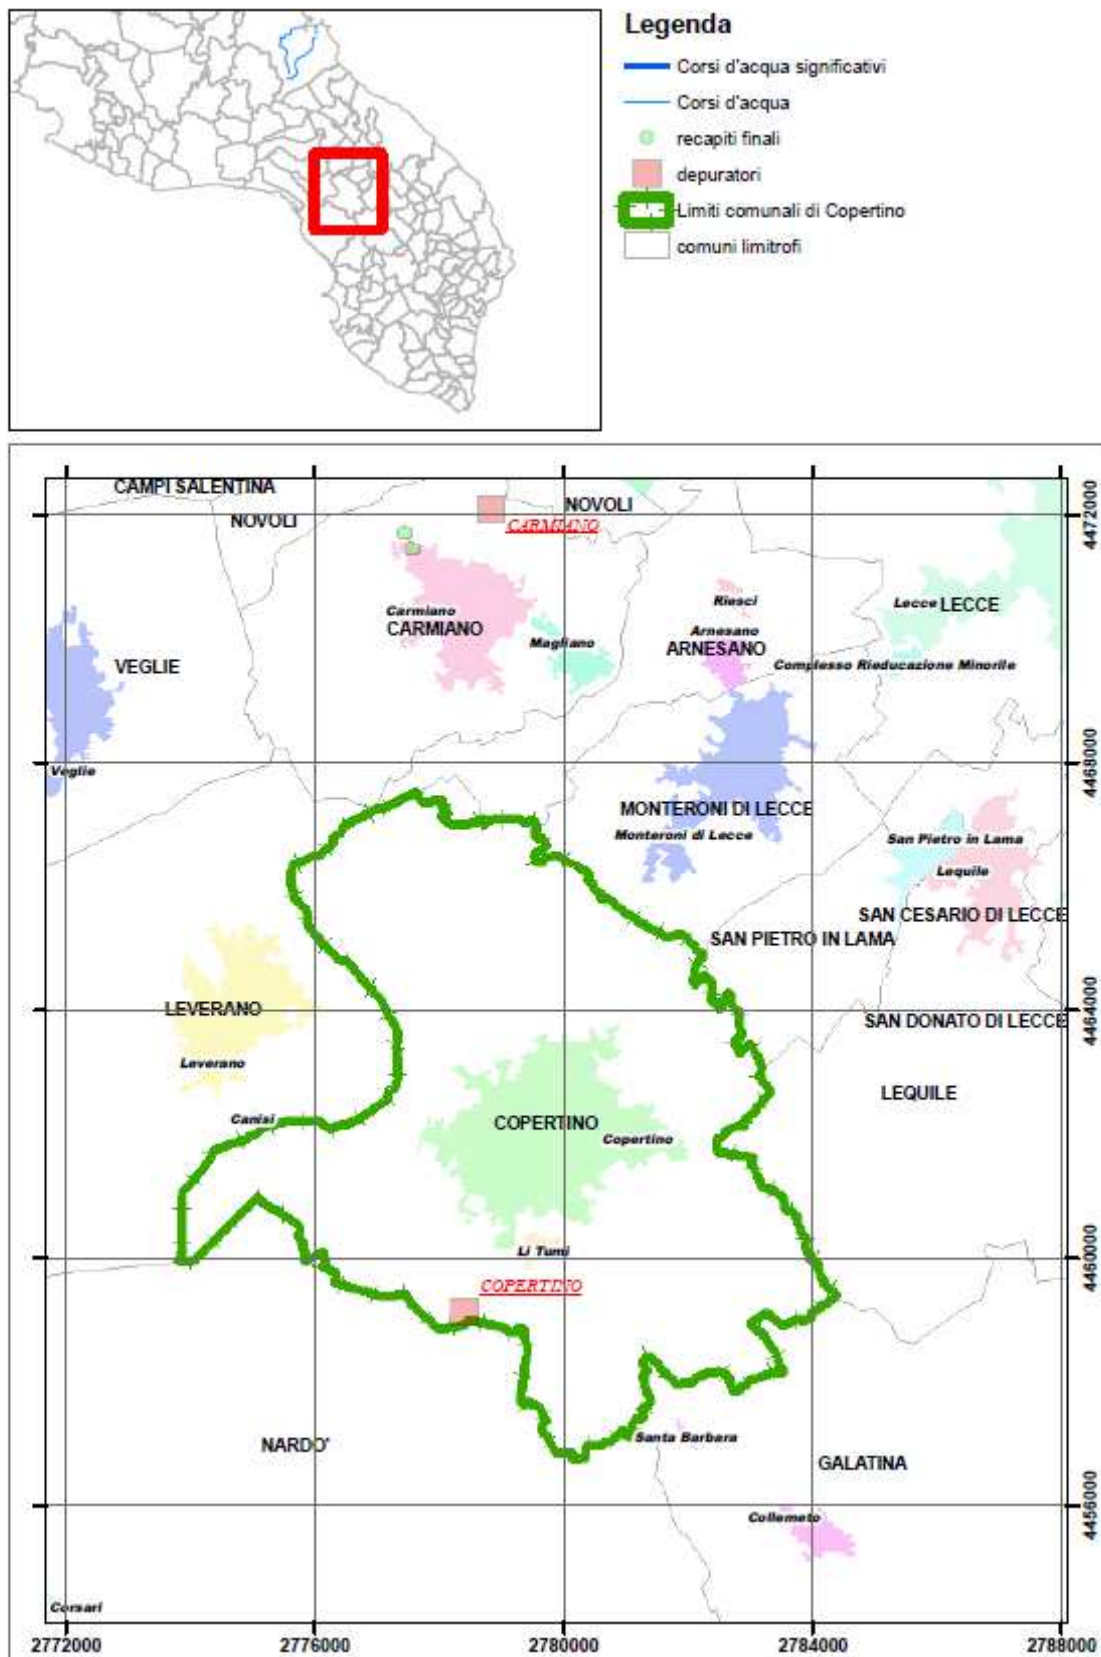 Legenda
Corsi d'acqua significativi
Corsi d'acqua
recapiti finali
depuratori
Limiti comunali di Copertino
comuni limitrofi
CAMPI SALENTINA
NOVOLI
NOVOLI
CARMIANO
4472000
Carmiano
CARMIANO
Magliano
Riesci
Arnesano
ARNESANO
Lecce
LECCE
Complesso Rieducazione Minorile
VEGLIE
Veglie
4468000
MONTERONI DI LECCE
Monteroni di Lecce
San Pietro in Lama
Lequile
SAN CESARIO DI LECCE
SAN PIETRO IN LAMA
LEVERANO
4464000
SAN DONATO DI LECCE
Leverano
LEQUILE
Canisi
COPERTINO
Copertino
Li Tumi
4460000
COPERTINO
NARDO'
Santa Barbara
GALATINA
4456000
Collemeto
Corsari
2772000
2776000
2780000
2784000
2788000